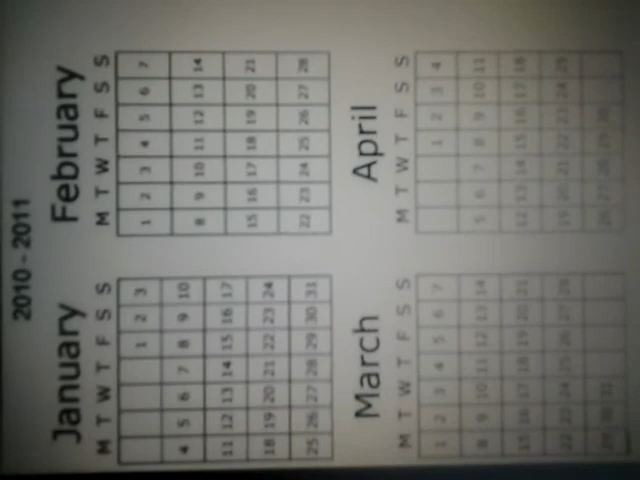 2010 - 2011
January
M T W T F S S
1 2 3
4 5 6 7 8 9 10
11 12 13 14 15 16 17
18 19 20 21 22 23 24
25 26 27 28 29 30 31
February
M T W T F S S
1 2 3 4 5 6 7
8 9 10 11 12 13 14
15 16 17 18 19 20 21
22 23 24 25 26 27 28
March
M T W T F S S
1 2 3 4 5 6 7
8 9 10 11 12 13 14
15 16 17 18 19 20 21
22 23 24 25 26 27 28
29 30 31
April
M T W T F S S
1 2 3 4
5 6 7 8 9 10 11
12 13 14 15 16 17 18
19 20 21 22 23 24 25
26 27 28 29 30